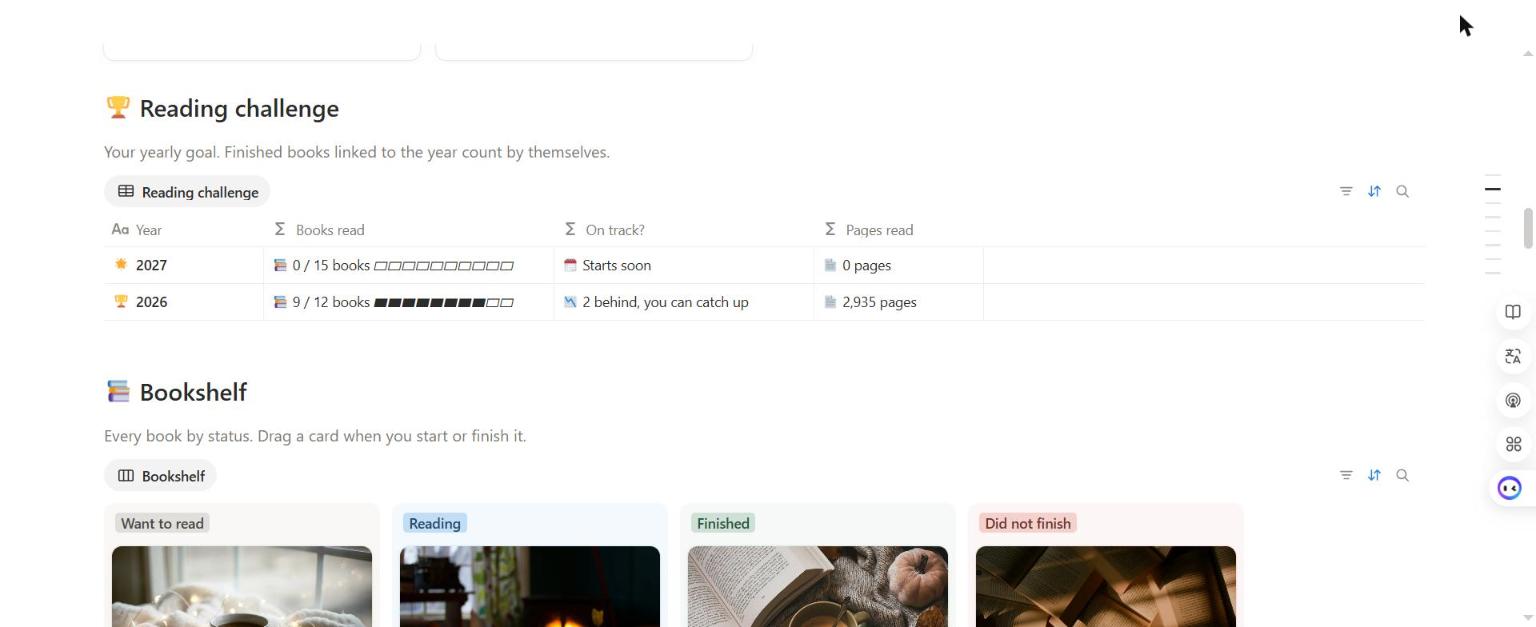 🏆 Reading challenge
Your yearly goal. Finished books linked to the year count by themselves.
Reading challenge
Aa Year Σ Books read Σ On track? Σ Pages read
2027 0 / 15 books ▱▱▱▱▱▱▱▱▱▱ Starts soon 0 pages
2026 9 / 12 books ▰▰▰▰▰▰▰▰▱▱ 2 behind, you can catch up 2,935 pages
📚 Bookshelf
Every book by status. Drag a card when you start or finish it.
Bookshelf
Want to read Reading Finished Did not finish